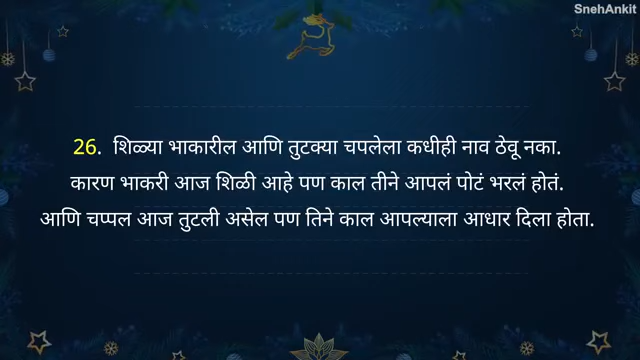 SnehAnkit
26. शिळ्या भाकारील आणि तुटक्या चपलेला कधीही नाव ठेवू नका.
कारण भाकरी आज शिळी आहे पण काल तीने आपलं पोटं भरलं होतं.
आणि चप्पल आज तुटली असेल पण तिने काल आपल्याला आधार दिला होता.